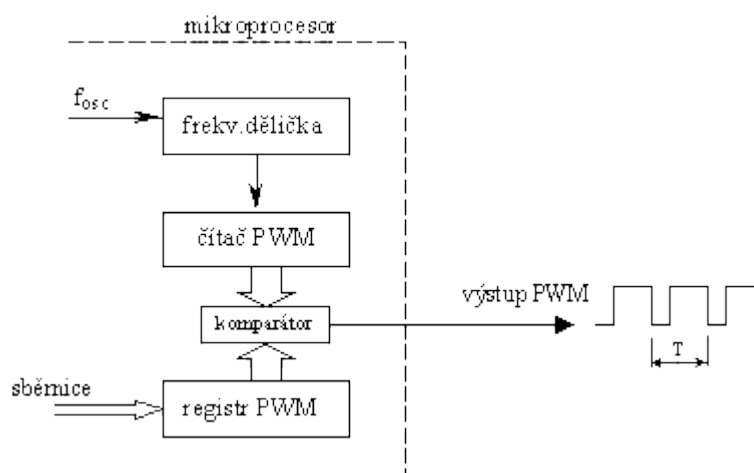 mikroprocesor
fosc
frekv.dělička
čítač PWM
výstup PWM
komparátor
T
sběrnice
registr PWM